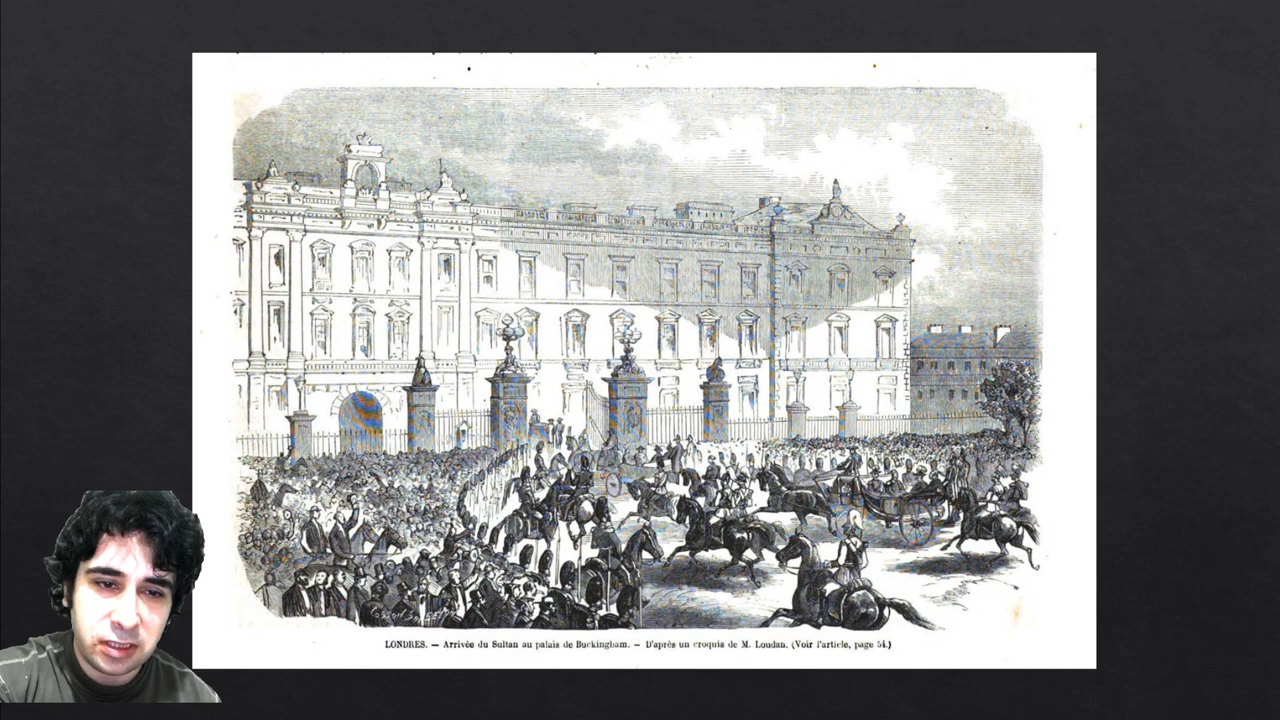 LONDRES. — Arrivée du Sultan au palais de Buckingham. — D'après un croquis de M. Loudan. (Voir l'article, page 54.)